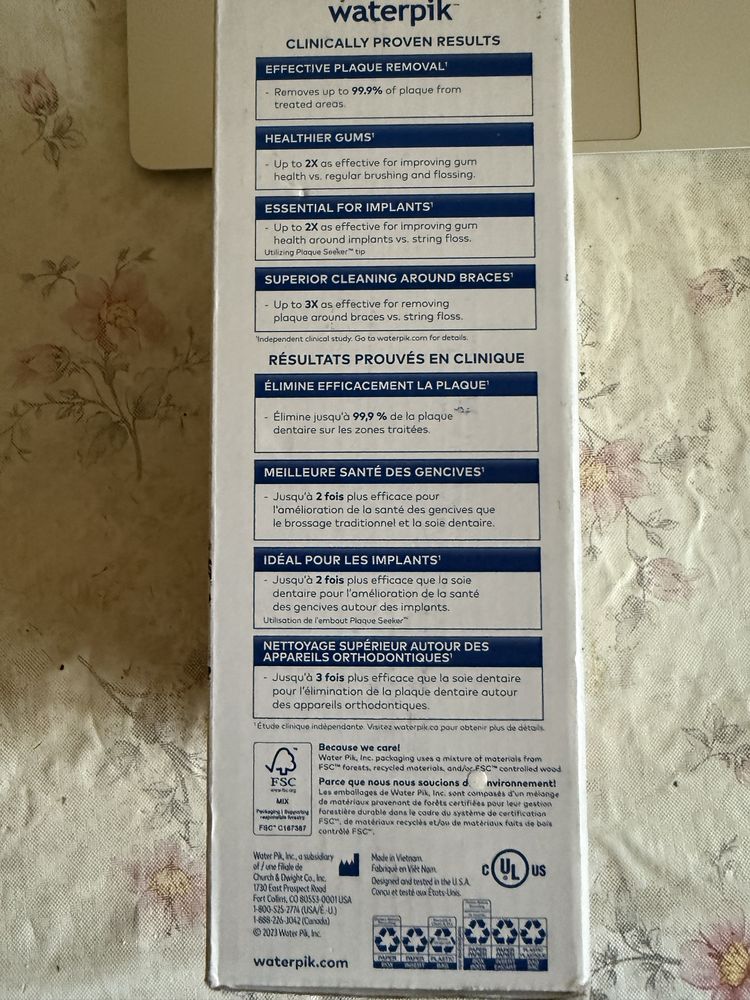 waterpik™
CLINICALLY PROVEN RESULTS
EFFECTIVE PLAQUE REMOVAL¹
- Removes up to 99.9% of plaque from
treated areas.
HEALTHIER GUMS¹
- Up to 2X as effective for improving gum
health vs. regular brushing and flossing.
ESSENTIAL FOR IMPLANTS¹
- Up to 2X as effective for improving gum
health around implants vs. string floss.
Utilizing Plaque Seeker™ tip
SUPERIOR CLEANING AROUND BRACES¹
- Up to 3X as effective for removing
plaque around braces vs. string floss.
¹Independent clinical study. Go to waterpik.com for details.
RÉSULTATS PROUVÉS EN CLINIQUE
ÉLIMINE EFFICACEMENT LA PLAQUE¹
- Élimine jusqu'à 99,9 % de la plaque
dentaire sur les zones traitées.
MEILLEURE SANTÉ DES GENCIVES¹
- Jusqu'à 2 fois plus efficace pour
l'amélioration de la santé des gencives que
le brossage traditionnel et la soie dentaire.
IDÉAL POUR LES IMPLANTS¹
- Jusqu'à 2 fois plus efficace que la soie
dentaire pour l'amélioration de la santé
des gencives autour des implants.
Utilisation de l'embout Plaque Seeker™
NETTOYAGE SUPÉRIEUR AUTOUR DES
APPAREILS ORTHODONTIQUES¹
- Jusqu'à 3 fois plus efficace que la soie dentaire
pour l'élimination de la plaque dentaire autour
des appareils orthodontiques.
¹Étude clinique indépendante. Visitez waterpik.ca pour obtenir plus de détails.
Because we care!
Water Pik, Inc. packaging uses a mixture of materials from
FSC™ forests, recycled materials, and/or FSC™ controlled wood.
Parce que nous nous soucions d nvironnement!
Les emballages de Water Pik, Inc. sont composés d'un mélange
de matériaux provenant de forêts certifiées pour leur gestion
forestière durable dans le cadre du système de certification
FSC™, de matériaux recyclés et/ou de matériaux faits de bois
contrôlé FSC™.
FSC
www.fsc.org
MIX
Packaging | Supporting
responsible forestry
FSC™ C167387
Water Pik, Inc., a subsidiary
of / une filiale de
Church & Dwight Co., Inc.
1730 East Prospect Road
Fort Collins, CO 80553-0001 USA
1-800-525-2774 (USA/É.-U.)
1-888-226-3042 (Canada)
© 2023 Water Pik, Inc.
Made in Vietnam.
Fabriqué en Viêt Nam.
Designed and tested in the U.S.A.
Conçu et testé aux États-Unis.
C UL US
PAPER
BOX
PAPER
INSERT
PLASTIC
BAG
waterpik.com